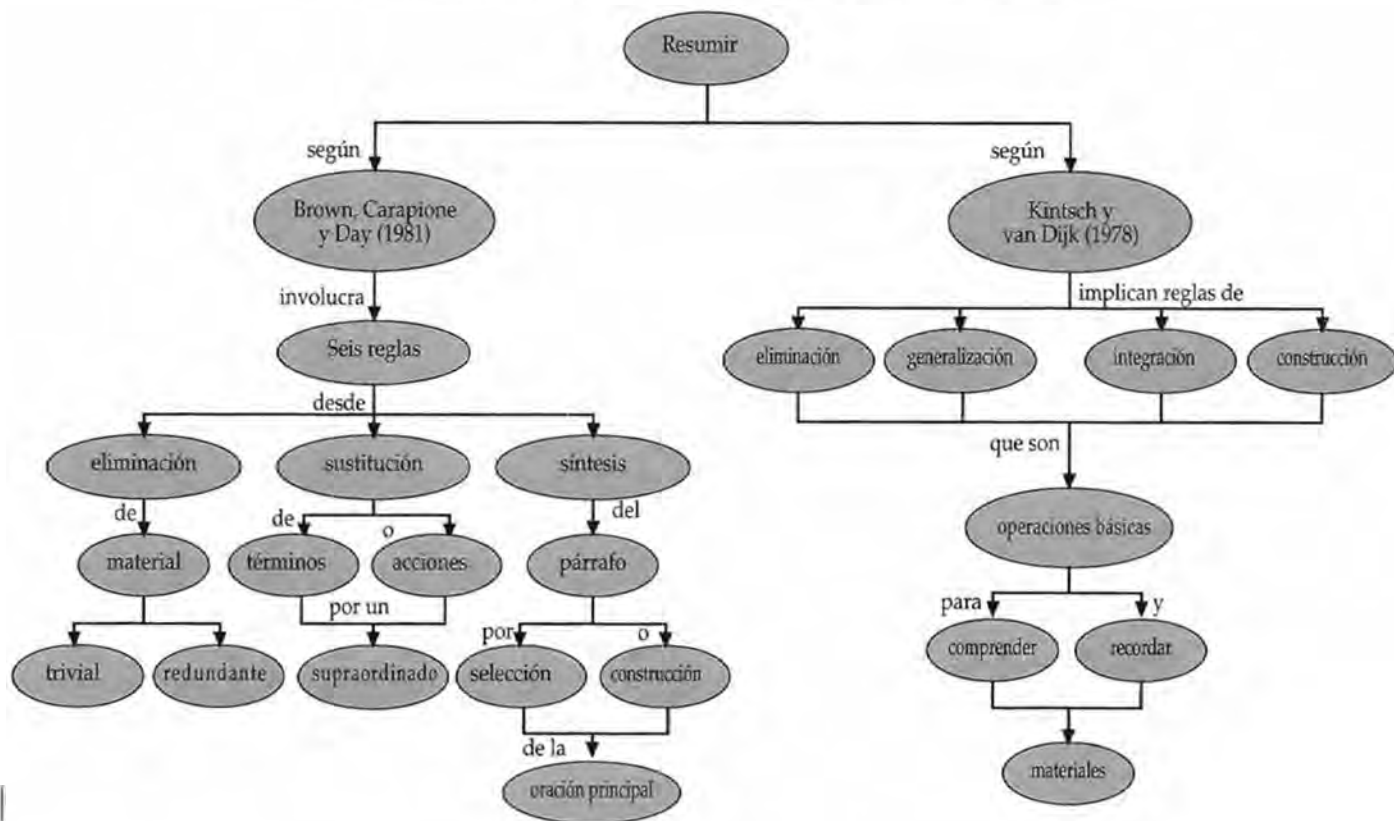 Resumir
según
según
Brown, Carapione
y Day (1981)
Kintsch y
van Dijk (1978)
involucra
implican reglas de
Seis reglas
eliminación
generalización
integración
construcción
desde
que son
eliminación
sustitución
síntesis
de
de
o
del
operaciones básicas
material
términos
acciones
párrafo
por un
para
y
por
o
comprender
recordar
trivial
redundante
supraordinado
selección
construcción
de la
materiales
oración principal